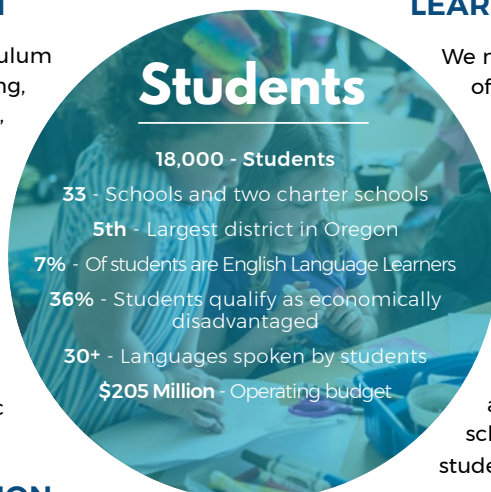 LEAR
ulum
We
ng,
of
,
Students
18,000 - Students
33 - Schools and two charter schools
5th - Largest district in Oregon
7% - Of students are English Language Learners
36% - Students qualify as economically
disadvantaged
30+ - Languages spoken by students
$205 Million - Operating budget
a
c
sc
stude
ION